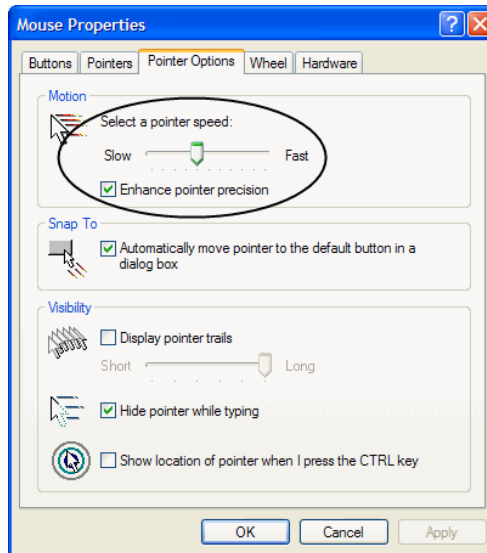 Mouse Properties
Buttons Pointers Pointer Options Wheel Hardware
Motion
Select a pointer speed:
Slow Fast
Enhance pointer precision
Snap To
Automatically move pointer to the default button in a
dialog box
Visibility
Display pointer trails
Short Long
Hide pointer while typing
Show location of pointer when I press the CTRL key
OK Cancel Apply